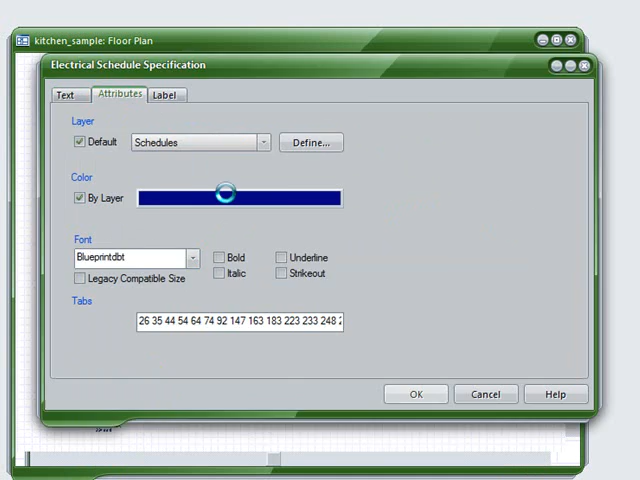 kitchen_sample: Floor Plan
Electrical Schedule Specification
Text Attributes Label
Layer
Default Schedules Define...
Color
By Layer
Font
Blueprintdbt Bold Underline
Legacy Compatible Size Italic Strikeout
Tabs
26 35 44 54 64 74 92 147 163 183 223 233 248
OK Cancel Help